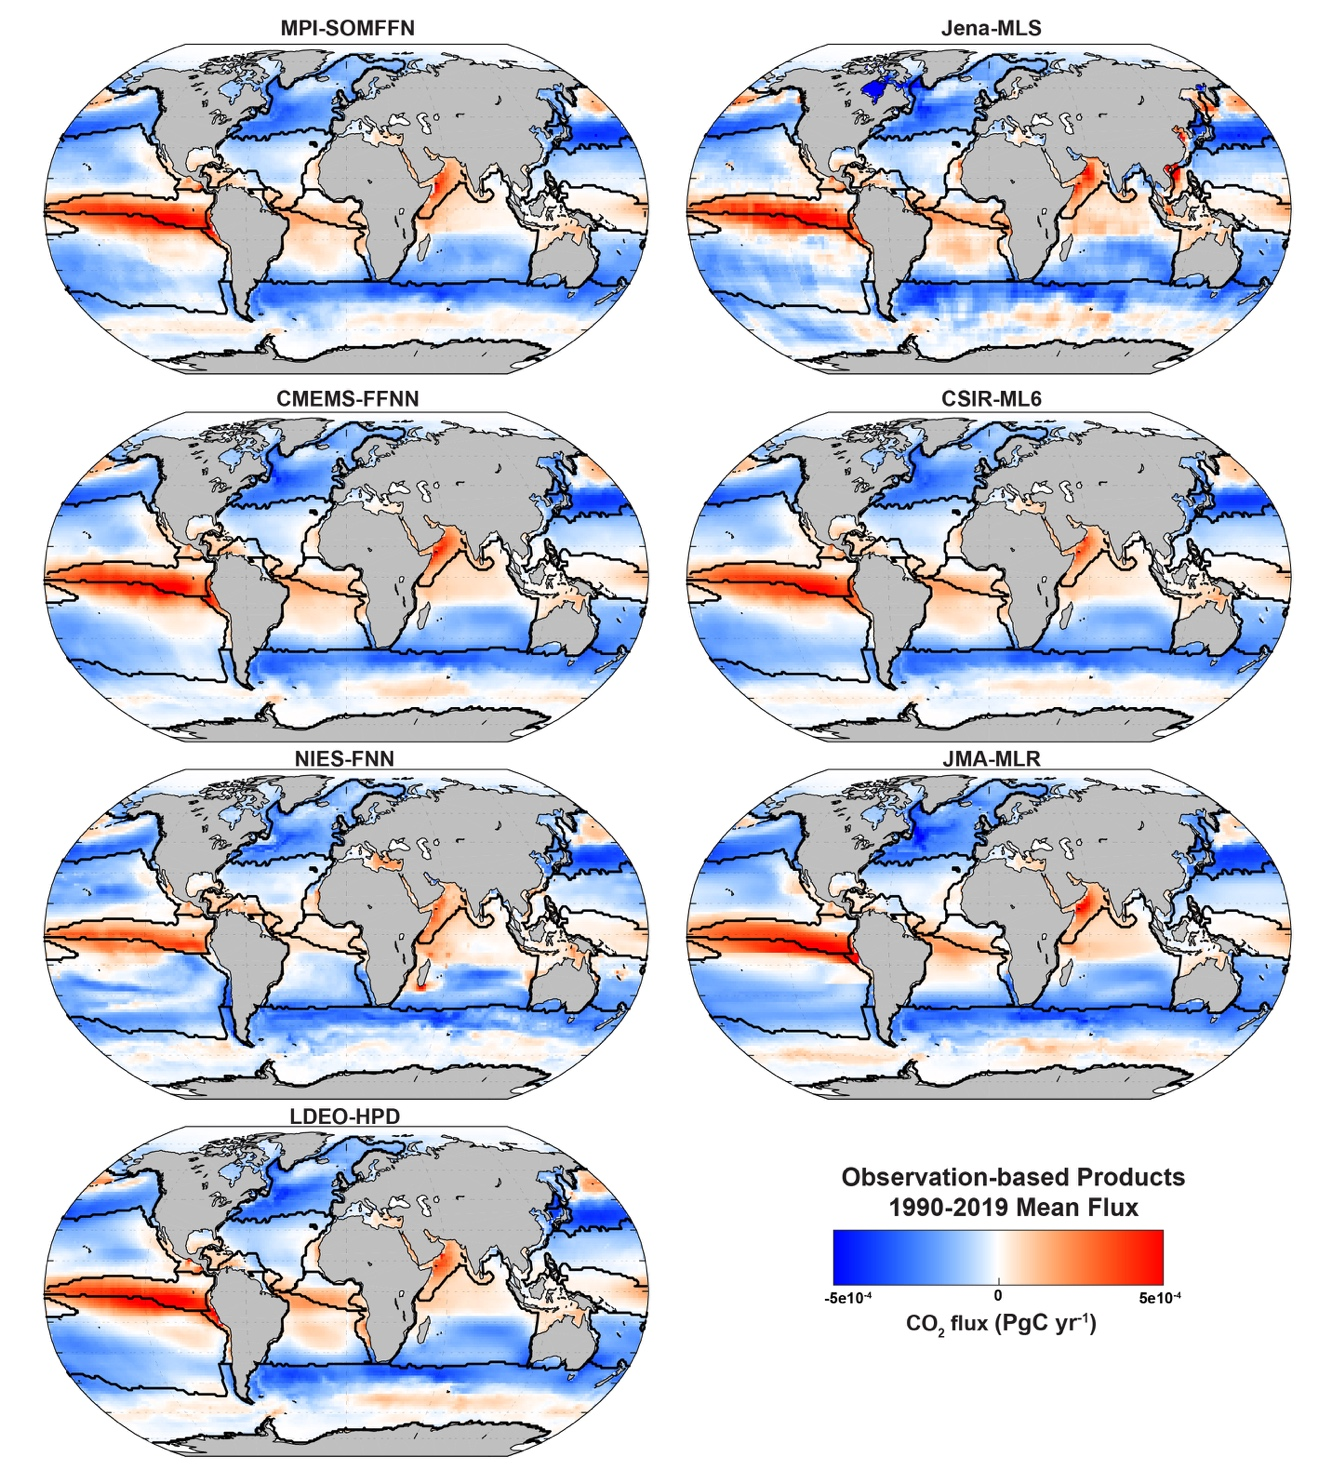 MPI-SOMFFN
Jena-MLS
CMEMS-FFNN
CSIR-ML6
NIES-FNN
JMA-MLR
LDEO-HPD
Observation-based Products
1990-2019 Mean Flux
-5e10⁻⁴ 0 5e10⁻⁴
CO₂ flux (PgC yr⁻¹)